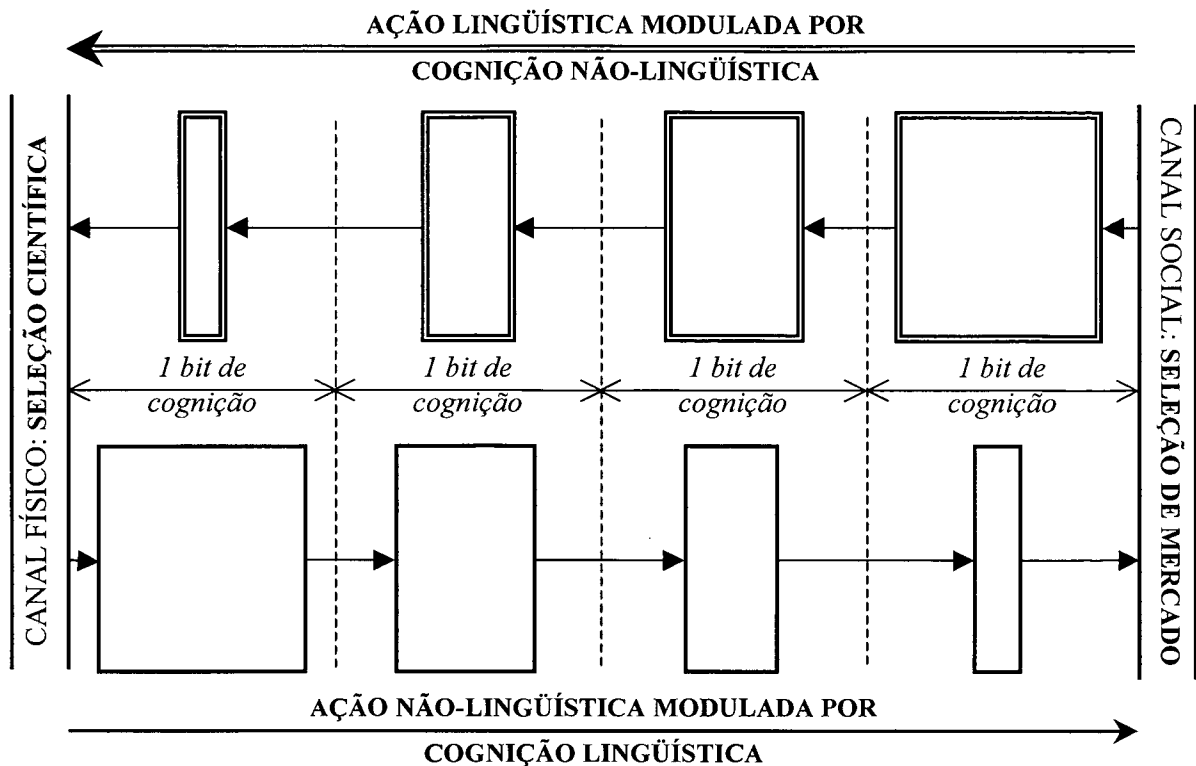 AÇÃO LINGÜÍSTICA MODULADA POR
COGNIÇÃO NÃO-LINGÜÍSTICA
CANAL FÍSICO: SELEÇÃO CIENTÍFICA
CANAL SOCIAL: SELEÇÃO DE MERCADO
1 bit de
cognição
1 bit de
cognição
1 bit de
cognição
1 bit de
cognição
AÇÃO NÃO-LINGÜÍSTICA MODULADA POR
COGNIÇÃO LINGÜÍSTICA